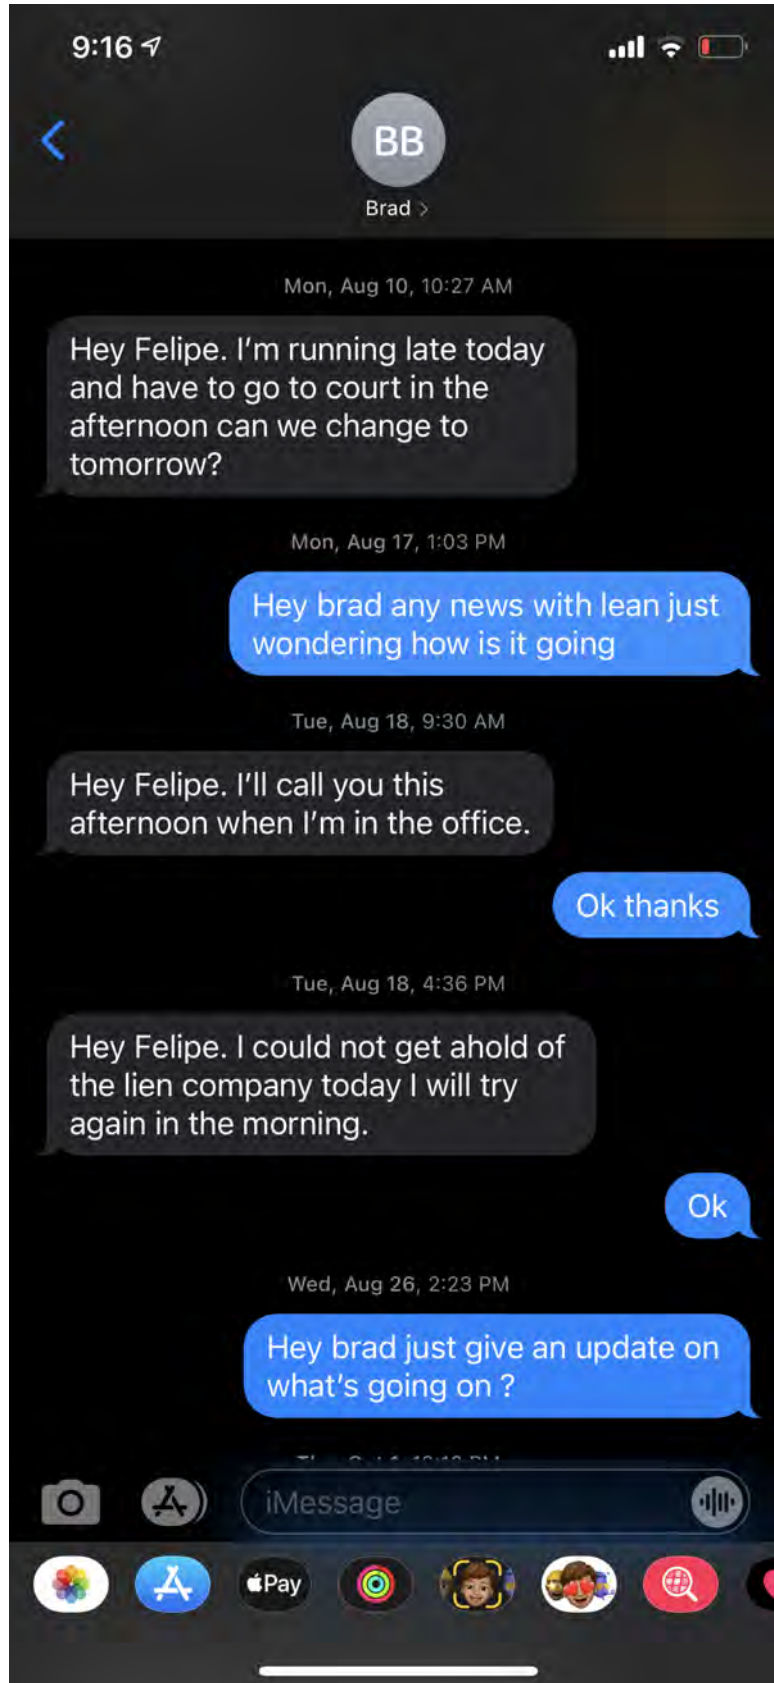 9:16
BB
Brad >
Mon, Aug 10, 10:27 AM
Hey Felipe. I'm running late today
and have to go to court in the
afternoon can we change to
tomorrow?
Mon, Aug 17, 1:03 PM
Hey brad any news with lean just
wondering how is it going
Tue, Aug 18, 9:30 AM
Hey Felipe. I'll call you this
afternoon when I'm in the office.
Ok thanks
Tue, Aug 18, 4:36 PM
Hey Felipe. I could not get ahold of
the lien company today I will try
again in the morning.
Ok
Wed, Aug 26, 2:23 PM
Hey brad just give an update on
what's going on ?
iMessage
Pay